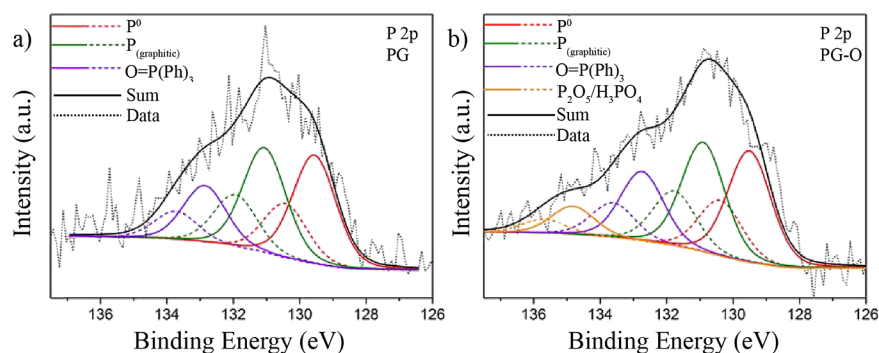 a)
P⁰
P(graphitic)
O=P(Ph)₃
Sum
Data
P 2p
PG
Intensity (a.u.)
136 134 132 130 128 126
Binding Energy (eV)
b)
P⁰
P(graphitic)
O=P(Ph)₃
P₂O₅/H₃PO₄
Sum
Data
P 2p
PG-O
Intensity (a.u.)
136 134 132 130 128 126
Binding Energy (eV)